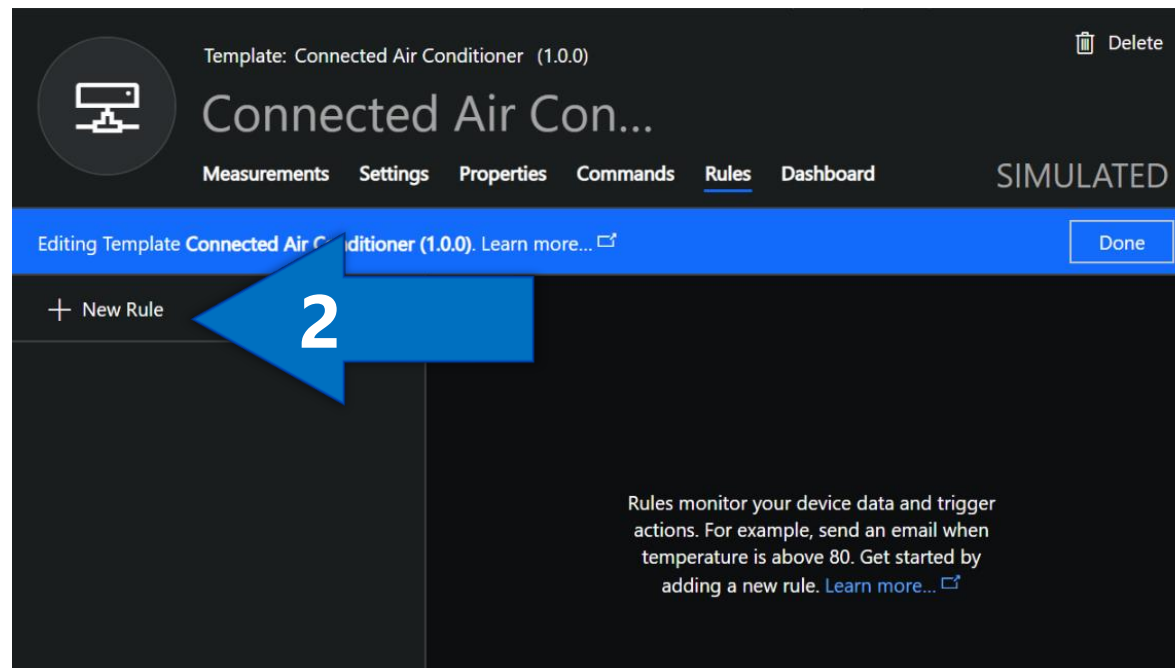 Template: Connected Air Conditioner (1.0.0)
Delete
Connected Air Con...
Measurements Settings Properties Commands Rules Dashboard
SIMULATED
Editing Template Connected Air Conditioner (1.0.0). Learn more...
Done
+ New Rule
2
Rules monitor your device data and trigger
actions. For example, send an email when
temperature is above 80. Get started by
adding a new rule. Learn more...